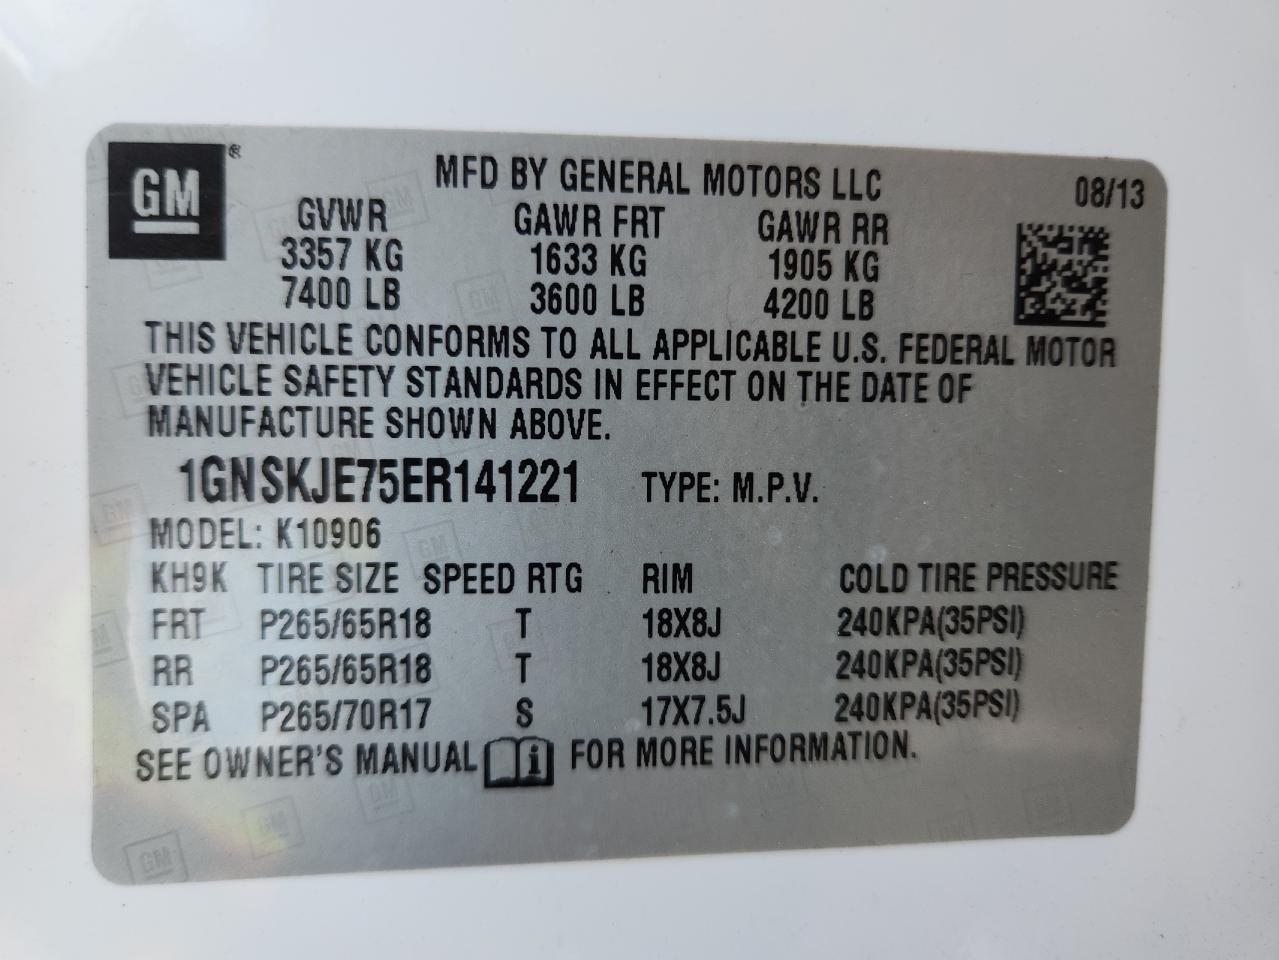 GM ®
MFD BY GENERAL MOTORS LLC
08/13
GVWR GAWR FRT GAWR RR
3357 KG 1633 KG 1905 KG
7400 LB 3600 LB 4200 LB
THIS VEHICLE CONFORMS TO ALL APPLICABLE U.S. FEDERAL MOTOR
VEHICLE SAFETY STANDARDS IN EFFECT ON THE DATE OF
MANUFACTURE SHOWN ABOVE.
1GNSKJE75ER141221 TYPE: M.P.V.
MODEL: K10906
KH9K TIRE SIZE SPEED RTG RIM COLD TIRE PRESSURE
FRT P265/65R18 T 18X8J 240KPA(35PSI)
RR P265/65R18 T 18X8J 240KPA(35PSI)
SPA P265/70R17 S 17X7.5J 240KPA(35PSI)
SEE OWNER'S MANUAL i FOR MORE INFORMATION.